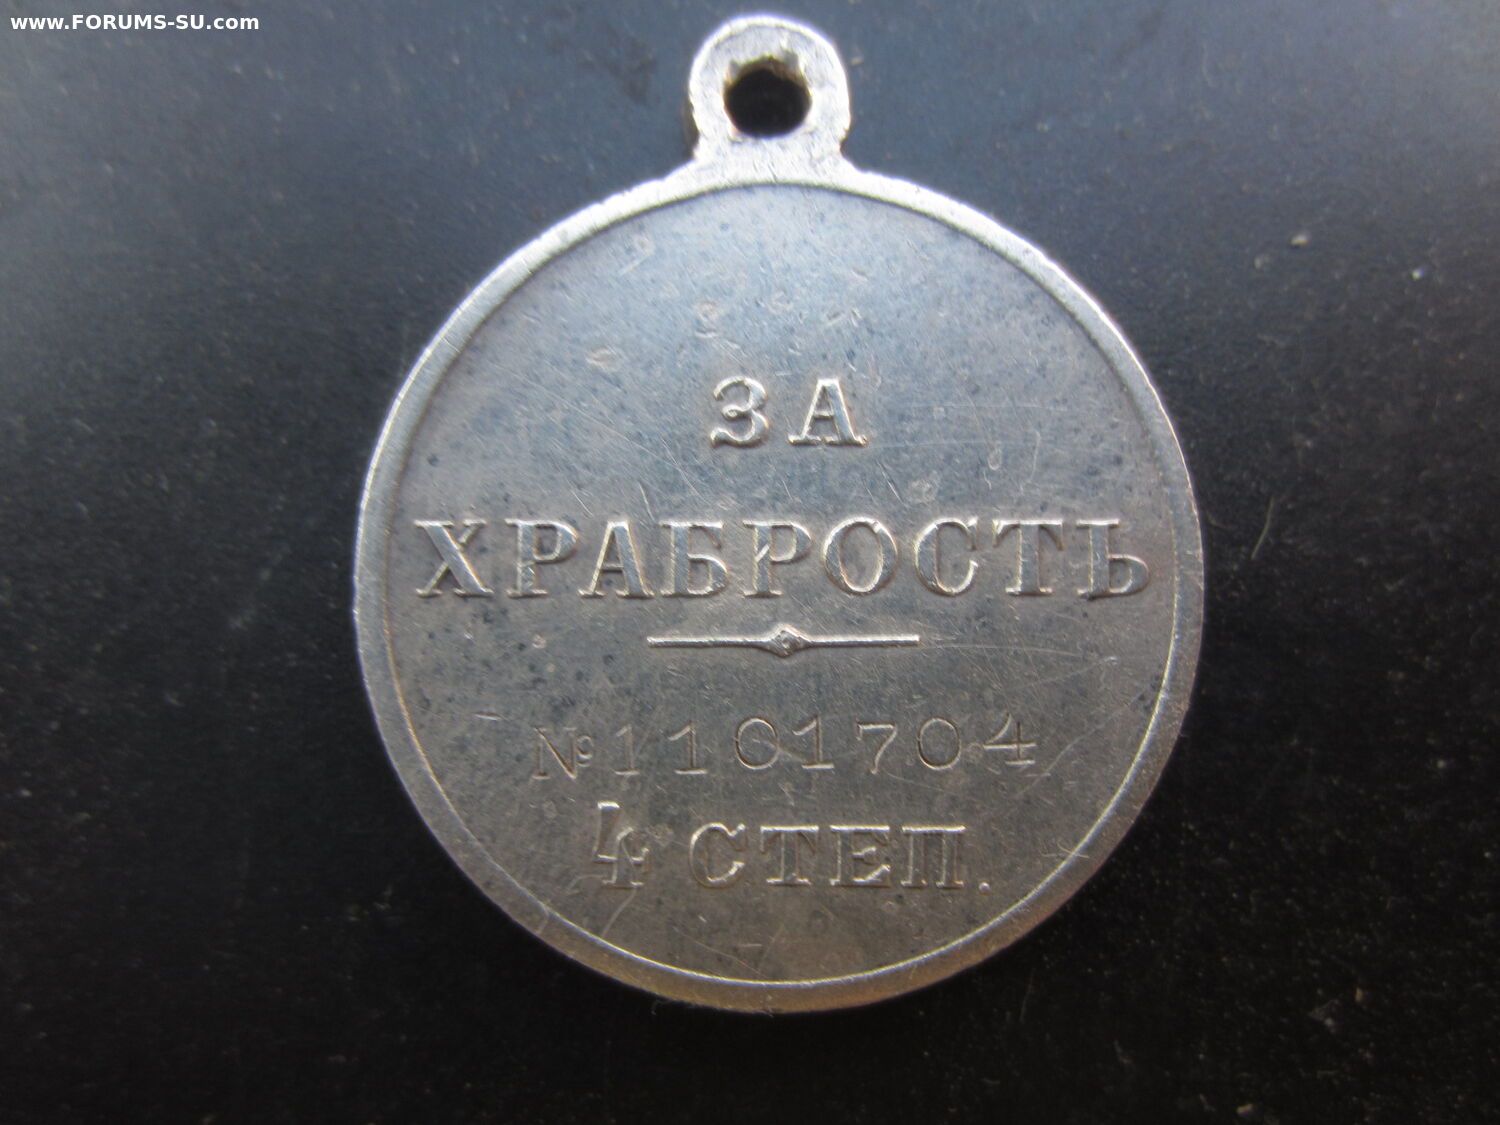 www.FORUMS-SU.com
ЗА
ХРАБРОСТЬ
№1101704
4 СТЕП.